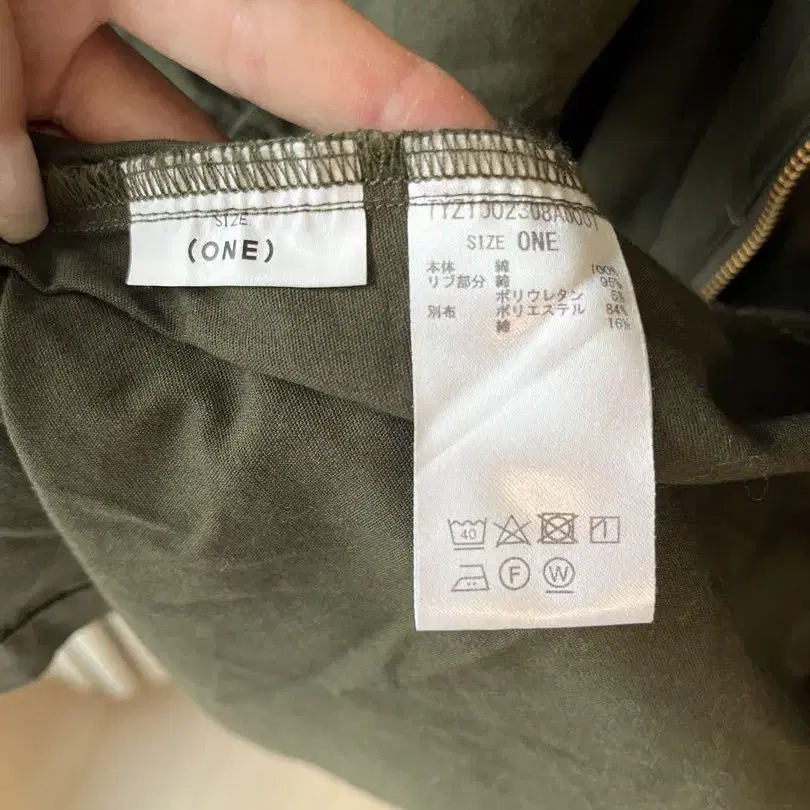 SIZE
(ONE)
SIZE ONE
本体 綿 100%
リブ部分 綿 95%
ポリウレタン 5%
別布 ポリエステル 84%
綿 16%
40
F W